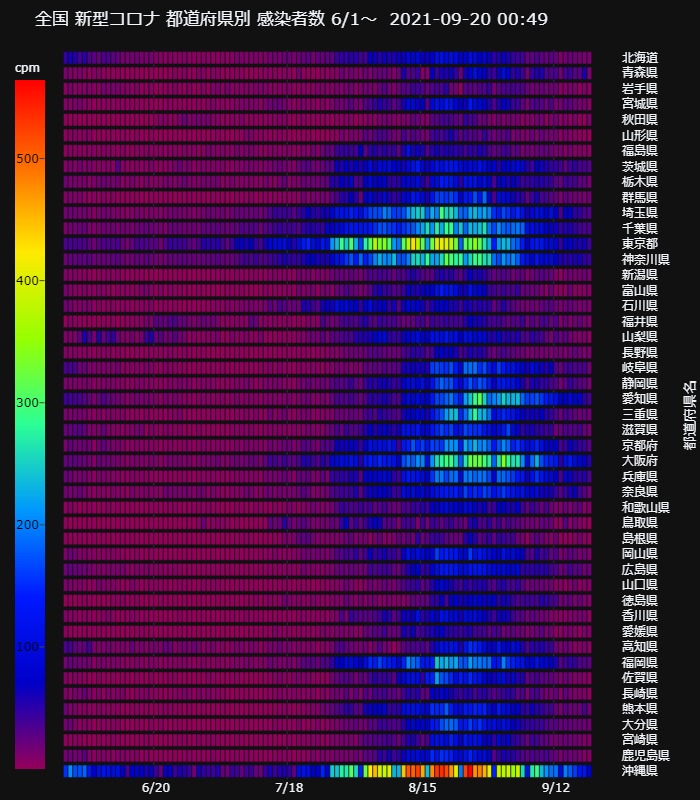 全国 新型コロナ 都道府県別 感染者数 6/1～ 2021-09-20 00:49
cpm
500
400
300
200
100
北海道
青森県
岩手県
宮城県
秋田県
山形県
福島県
茨城県
栃木県
群馬県
埼玉県
千葉県
東京都
神奈川県
新潟県
富山県
石川県
福井県
山梨県
長野県
岐阜県
静岡県
愛知県
三重県
滋賀県
京都府
大阪府
兵庫県
奈良県
和歌山県
鳥取県
島根県
岡山県
広島県
山口県
徳島県
香川県
愛媛県
高知県
福岡県
佐賀県
長崎県
熊本県
大分県
宮崎県
鹿児島県
沖縄県
都道府県名
6/20
7/18
8/15
9/12